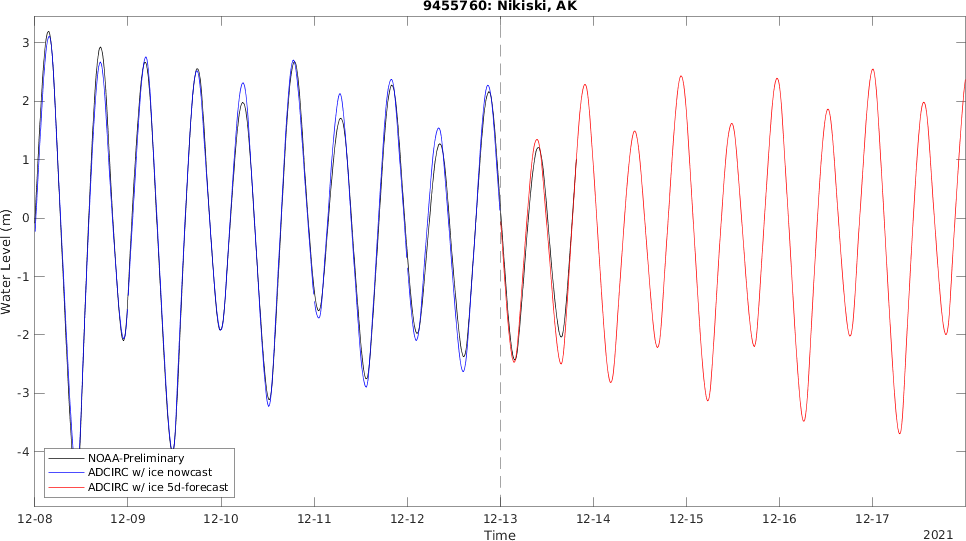 9455760: Nikiski, AK
Water Level (m)
3
2
1
0
-1
-2
-3
-4
NOAA-Preliminary
ADCIRC w/ ice nowcast
ADCIRC w/ ice 5d-forecast
12-08 12-09 12-10 12-11 12-12 12-13 12-14 12-15 12-16 12-17
Time
2021